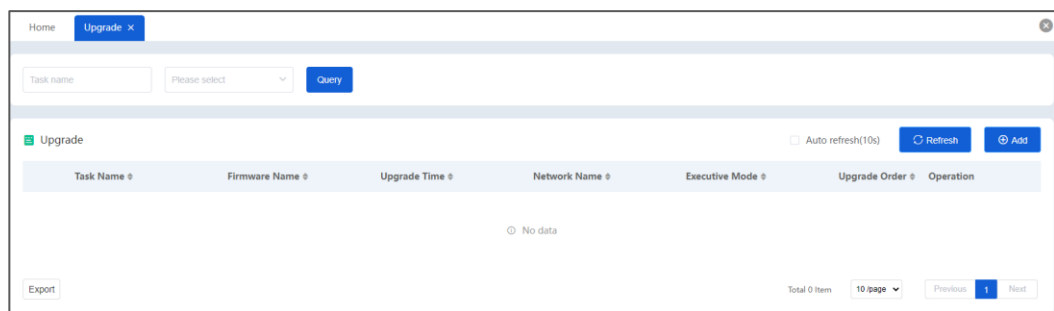 Home Upgrade ×
Task name Please select Query
Upgrade Auto refresh(10s) Refresh Add
Task Name Firmware Name Upgrade Time Network Name Executive Mode Upgrade Order Operation
No data
Export Total 0 Item 10 /page Previous 1 Next